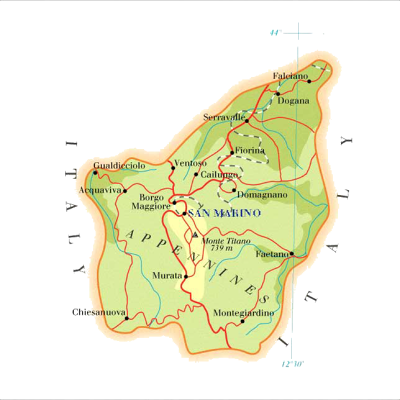 44°
Falciano
Dogana
Serravalle
Fiorina
Ventoso
Gualdicciolo
Cailungo
Acquaviva
Domagnano
Borgo
Maggiore
SAN MARINO
Monte Titano
739 m
Faetano
Murata
Chiesanuova
Montegiardino
APPENNINES
ITALY
ITALY
12°30'